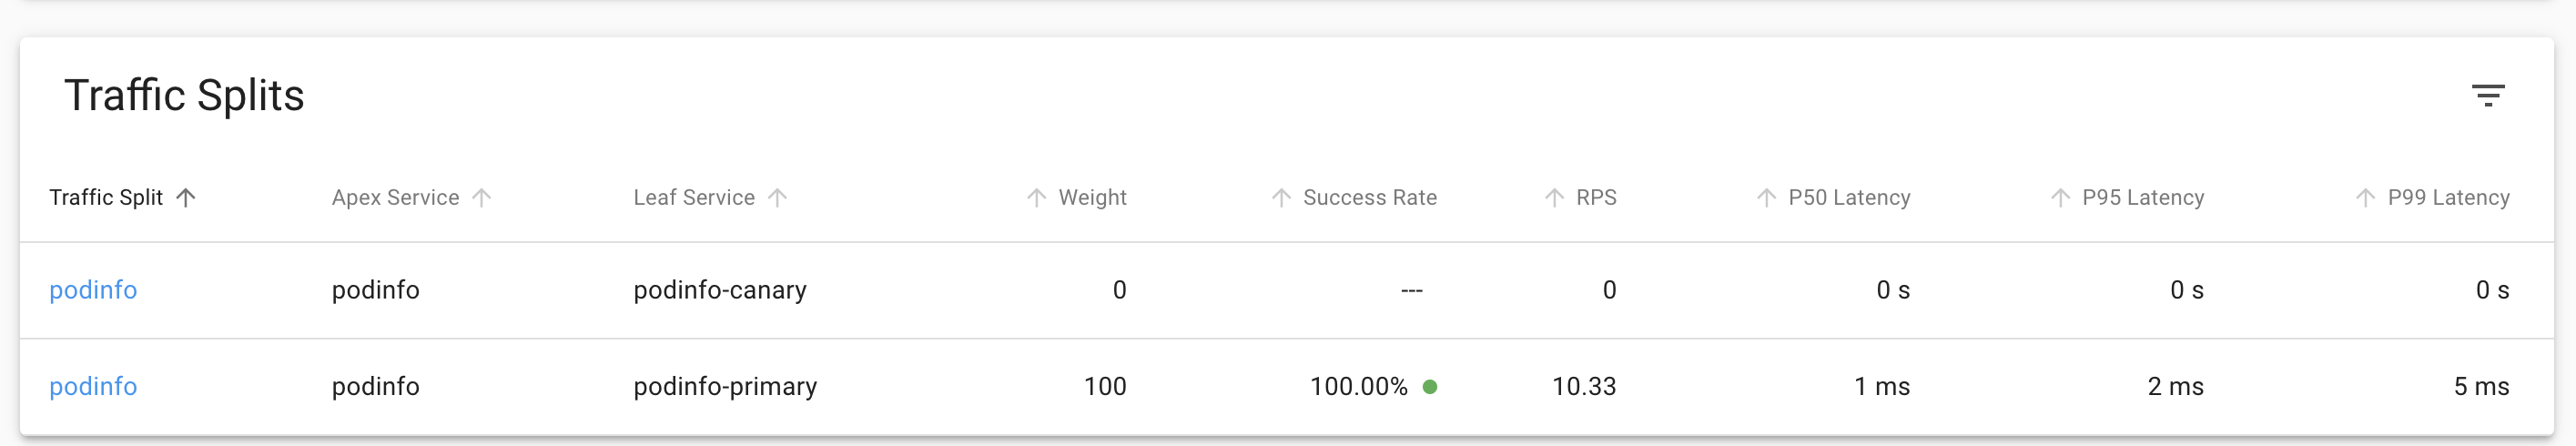 Traffic Splits
Traffic Split Apex Service Leaf Service Weight Success Rate RPS P50 Latency P95 Latency P99 Latency
podinfo podinfo podinfo-canary 0 --- 0 0 s 0 s 0 s
podinfo podinfo podinfo-primary 100 100.00% 10.33 1 ms 2 ms 5 ms